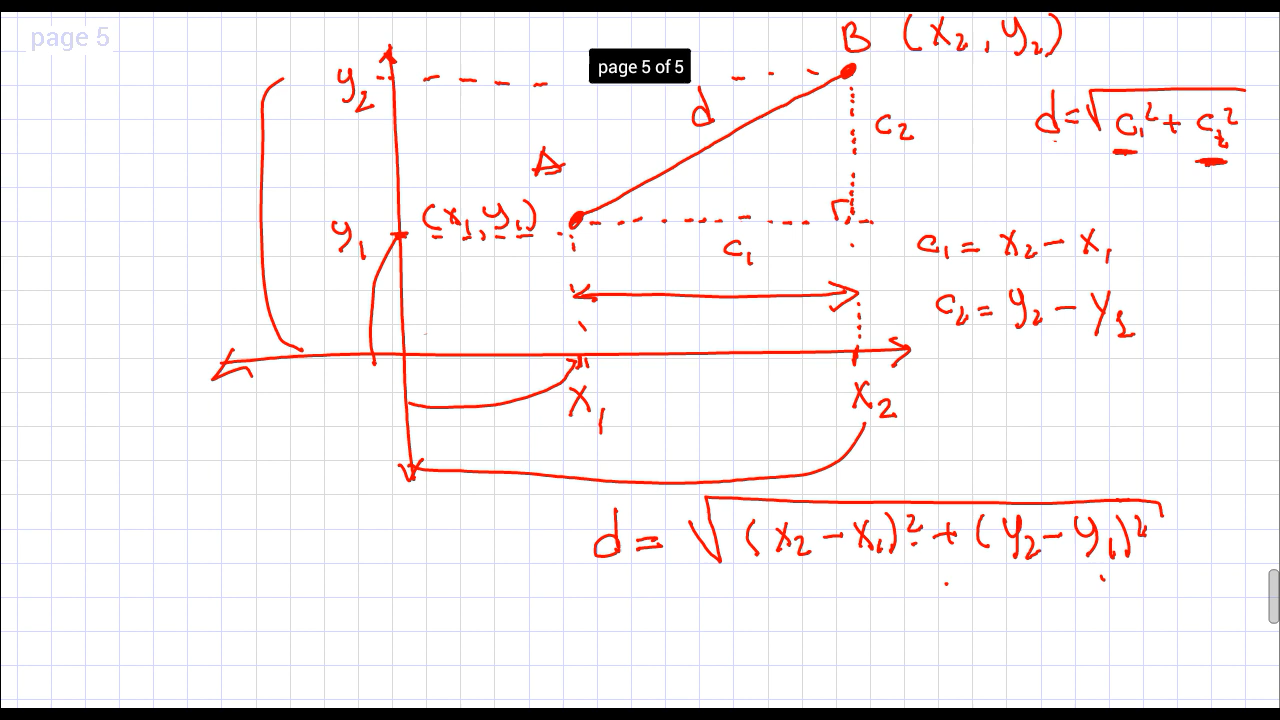 page 5
B (x₂, y₂)
page 5 of 5
y₂
d
d = √c₁² + c₂²
c₂
A
(x₁, y₁)
y₁
c₁
c₁ = x₂ - x₁
c₂ = y₂ - y₁
x₁
x₂
d = √(x₂ - x₁)² + (y₂ - y₁)²